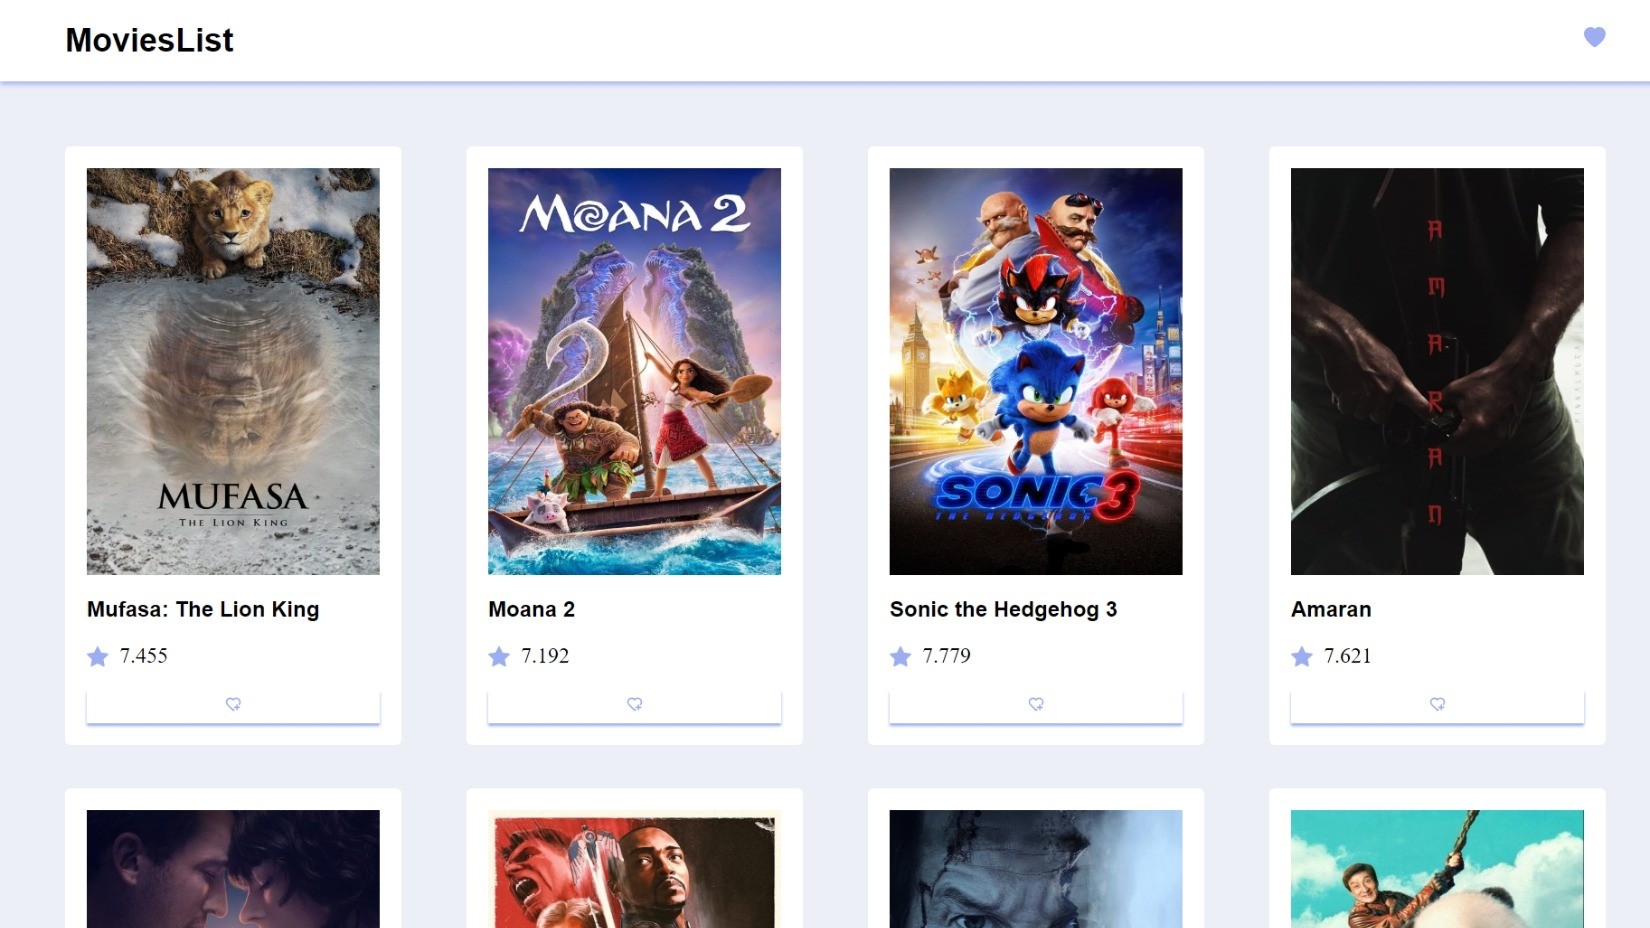 MoviesList
MUFASA
THE LION KING
MOANA 2
SONIC 3
THE HEDGEHOG
AMARAN
Mufasa: The Lion King
Moana 2
Sonic the Hedgehog 3
Amaran
7.455
7.192
7.779
7.621